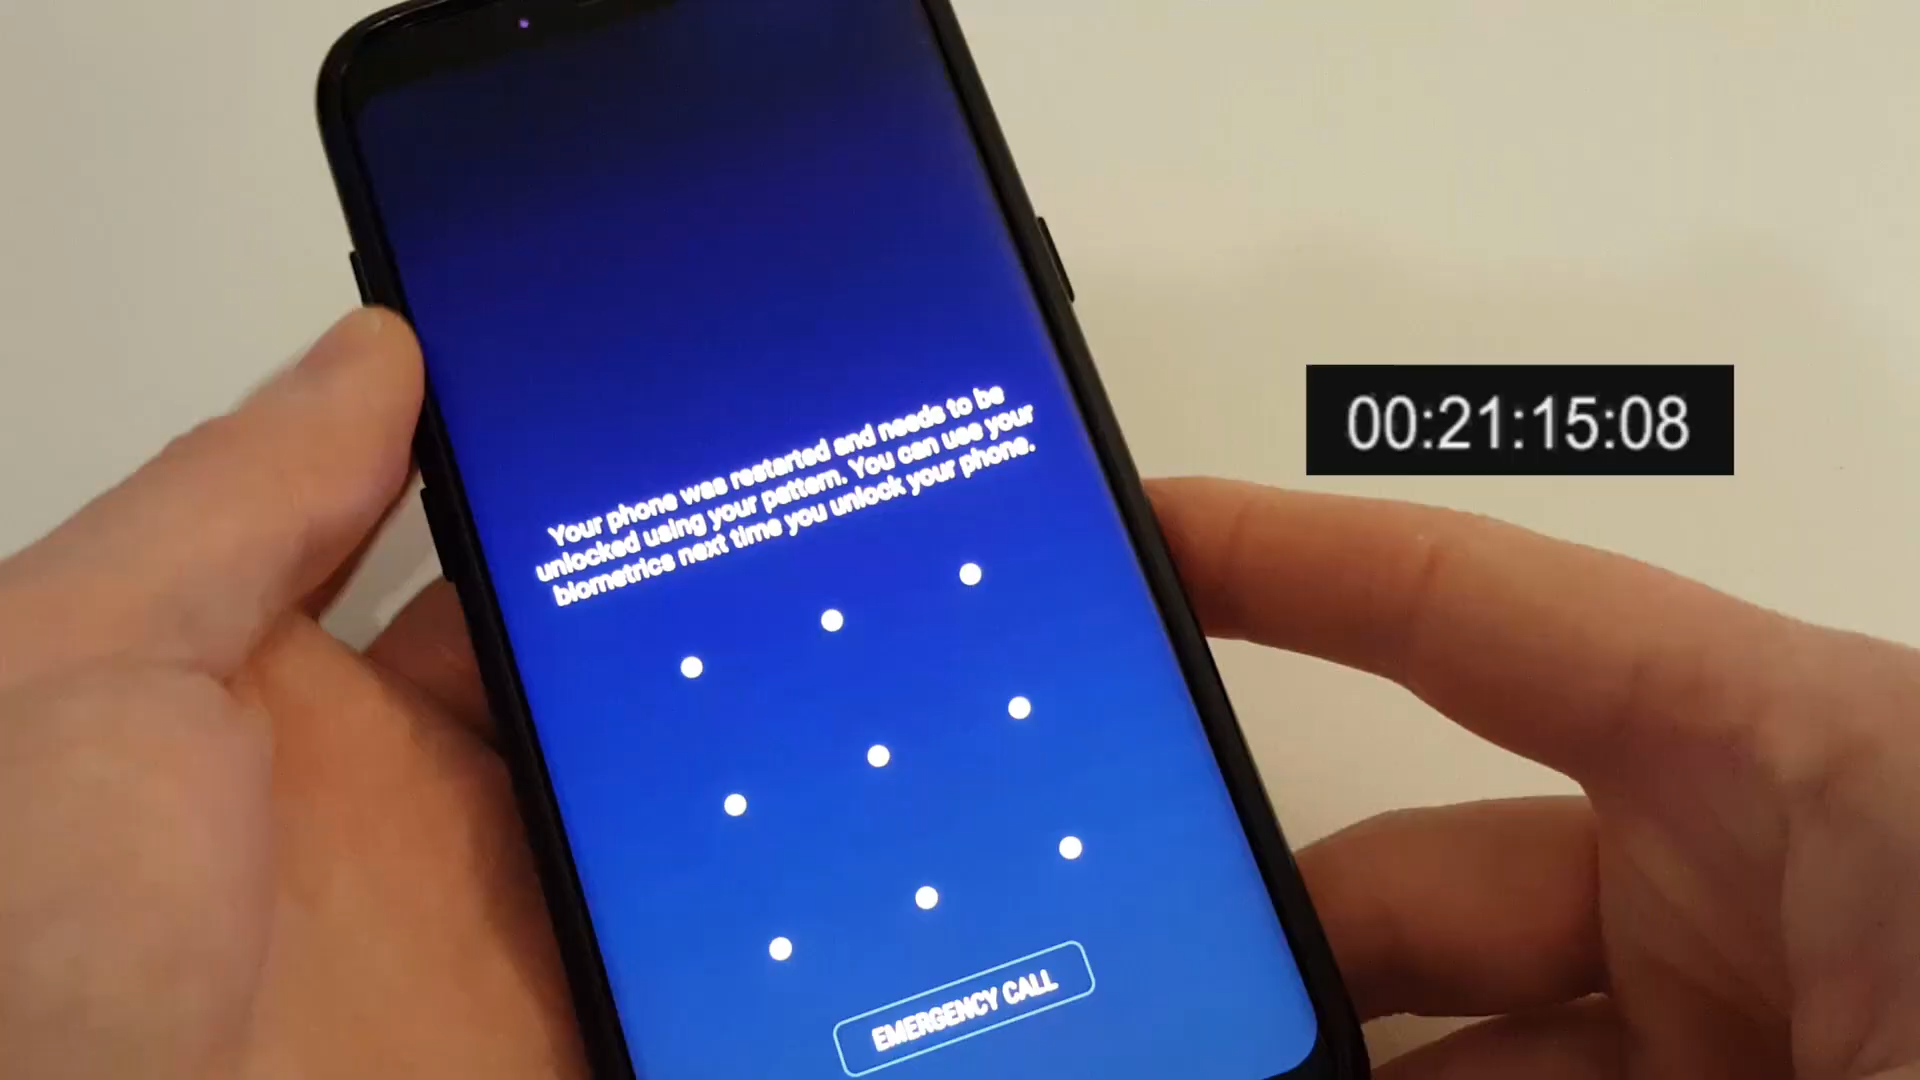 Your phone was restarted and needs to be
unlocked using your pattern. You can use your
biometrics next time you unlock your phone.
EMERGENCY CALL
00:21:15:08